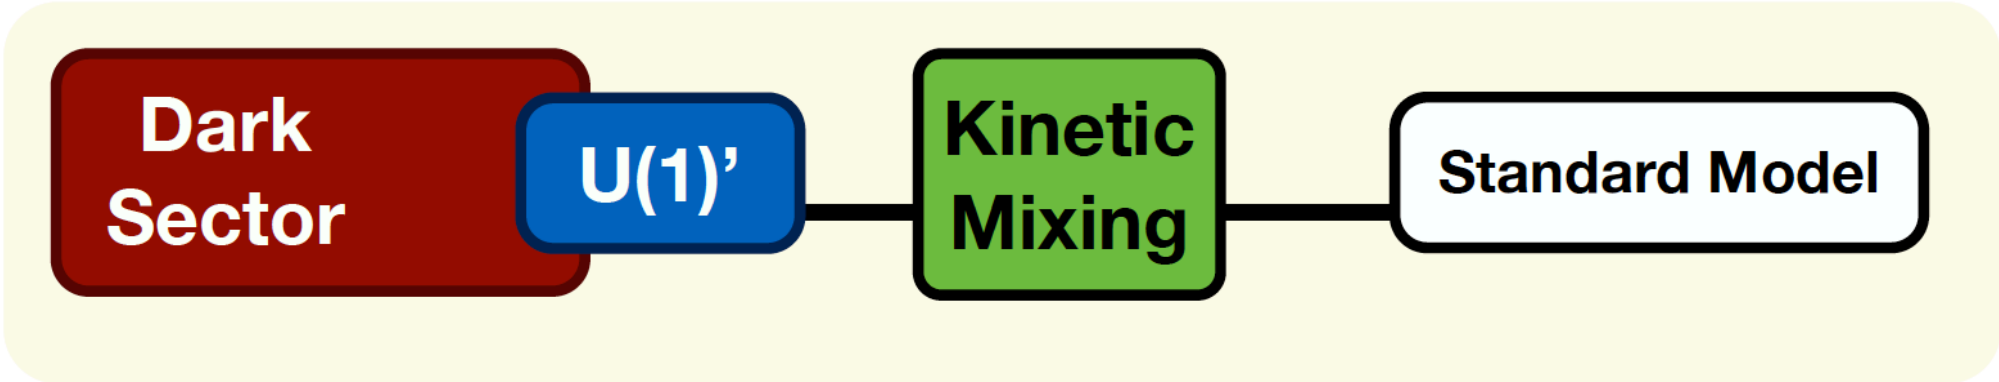 Dark
Sector
U(1)’
Kinetic
Mixing
Standard Model